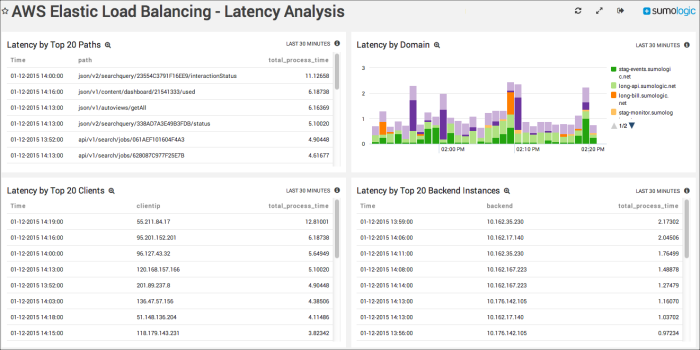 AWS Elastic Load Balancing - Latency Analysis
sumologic
Latency by Top 20 Paths
LAST 30 MINUTES
Time path total_process_time
01-12-2015 14:00:00 json/v2/searchquery/23554C3791F16EE9/interactionStatus 11.12658
01-12-2015 14:16:00 json/v1/content/dashboard/21541333/used 6.18738
01-12-2015 14:13:00 json/v1/autoviews/getAll 6.16369
01-12-2015 14:13:00 json/v2/searchquery/338AD7A3E49B3FDB/status 5.10020
01-12-2015 13:52:00 api/v1/search/jobs/061AEF101604F4A3 4.90448
01-12-2015 14:13:00 api/v1/search/jobs/628087C977F25E7B 4.61677
Latency by Domain
LAST 30 MINUTES
3
2
1
0
02:00 PM 02:10 PM 02:20 PM
stag-events.sumologi
c.net
long-api.sumologic.n
et
long-bill.sumologic.
net
stag-monitor.sumolog
1/2
Latency by Top 20 Clients
LAST 30 MINUTES
Time clientip total_process_time
01-12-2015 14:19:00 55.211.84.17 12.81001
01-12-2015 14:16:00 95.201.152.201 6.18738
01-12-2015 14:00:00 96.127.43.32 5.64949
01-12-2015 14:13:00 120.168.157.166 5.10020
01-12-2015 13:52:00 201.89.237.8 4.90448
01-12-2015 14:03:00 136.47.57.156 4.38506
01-12-2015 14:18:00 51.148.136.204 4.11486
01-12-2015 14:15:00 118.179.143.231 3.82342
Latency by Top 20 Backend Instances
LAST 30 MINUTES
Time backend total_process_time
01-12-2015 13:59:00 10.162.35.230 2.17302
01-12-2015 14:06:00 10.162.17.140 2.04506
01-12-2015 14:11:00 10.162.35.230 1.76499
01-12-2015 14:08:00 10.162.167.223 1.48878
01-12-2015 14:14:00 10.162.167.223 1.27479
01-12-2015 14:03:00 10.176.142.105 1.16070
01-12-2015 14:13:00 10.162.17.140 1.03702
01-12-2015 13:56:00 10.176.142.105 0.97234